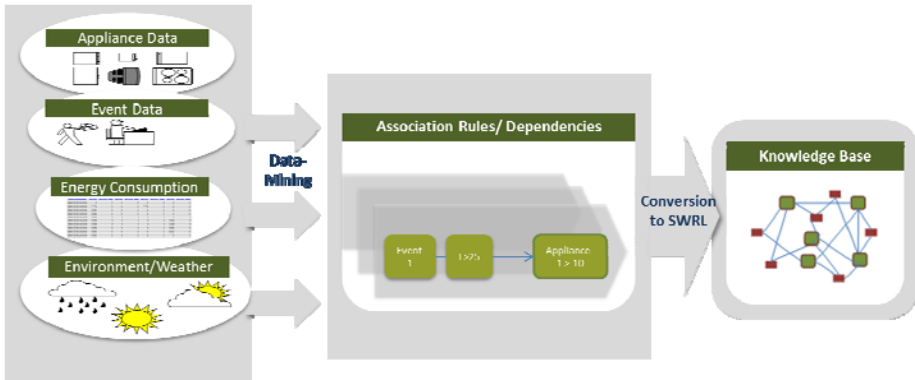 Appliance Data
Event Data
Energy Consumption
Environment/Weather
Data-
Mining
Association Rules/ Dependencies
Event
1
Appliance
1 > 10
Conversion
to SWRL
Knowledge Base